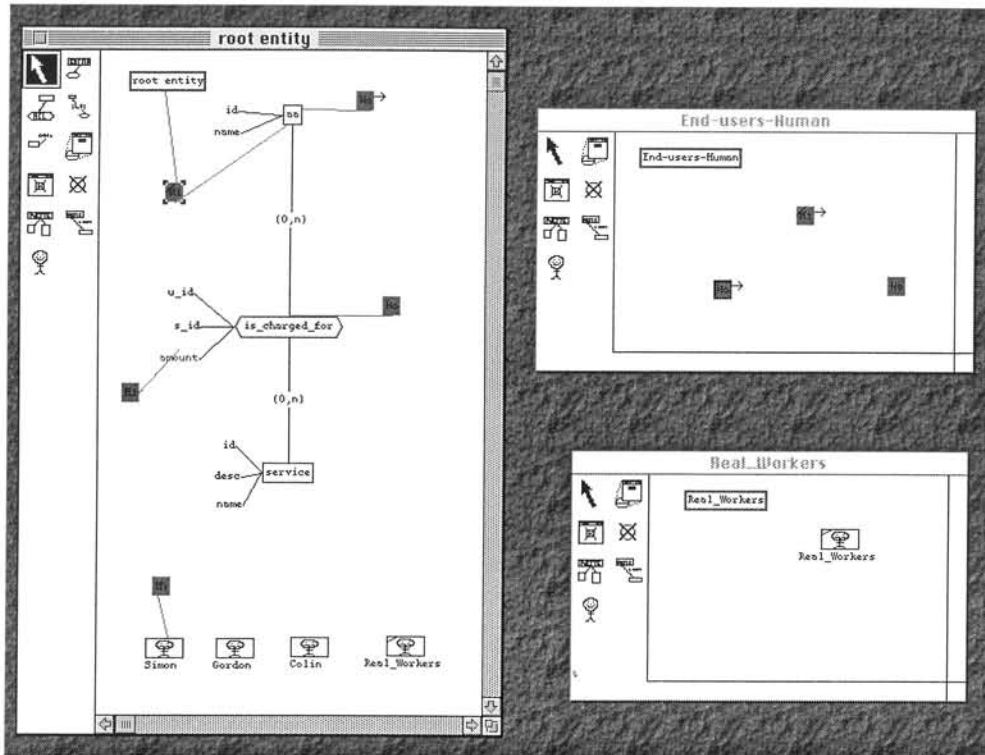 root entity
root entity
id
name
(0,n)
u_id
s_id
amount
is_charged_for
(0,n)
id
desc
name
service
Simon
Gordon
Colin
Real_Workers
End-users-Human
End-users-Human
Real_Workers
Real_Workers
Real_Workers